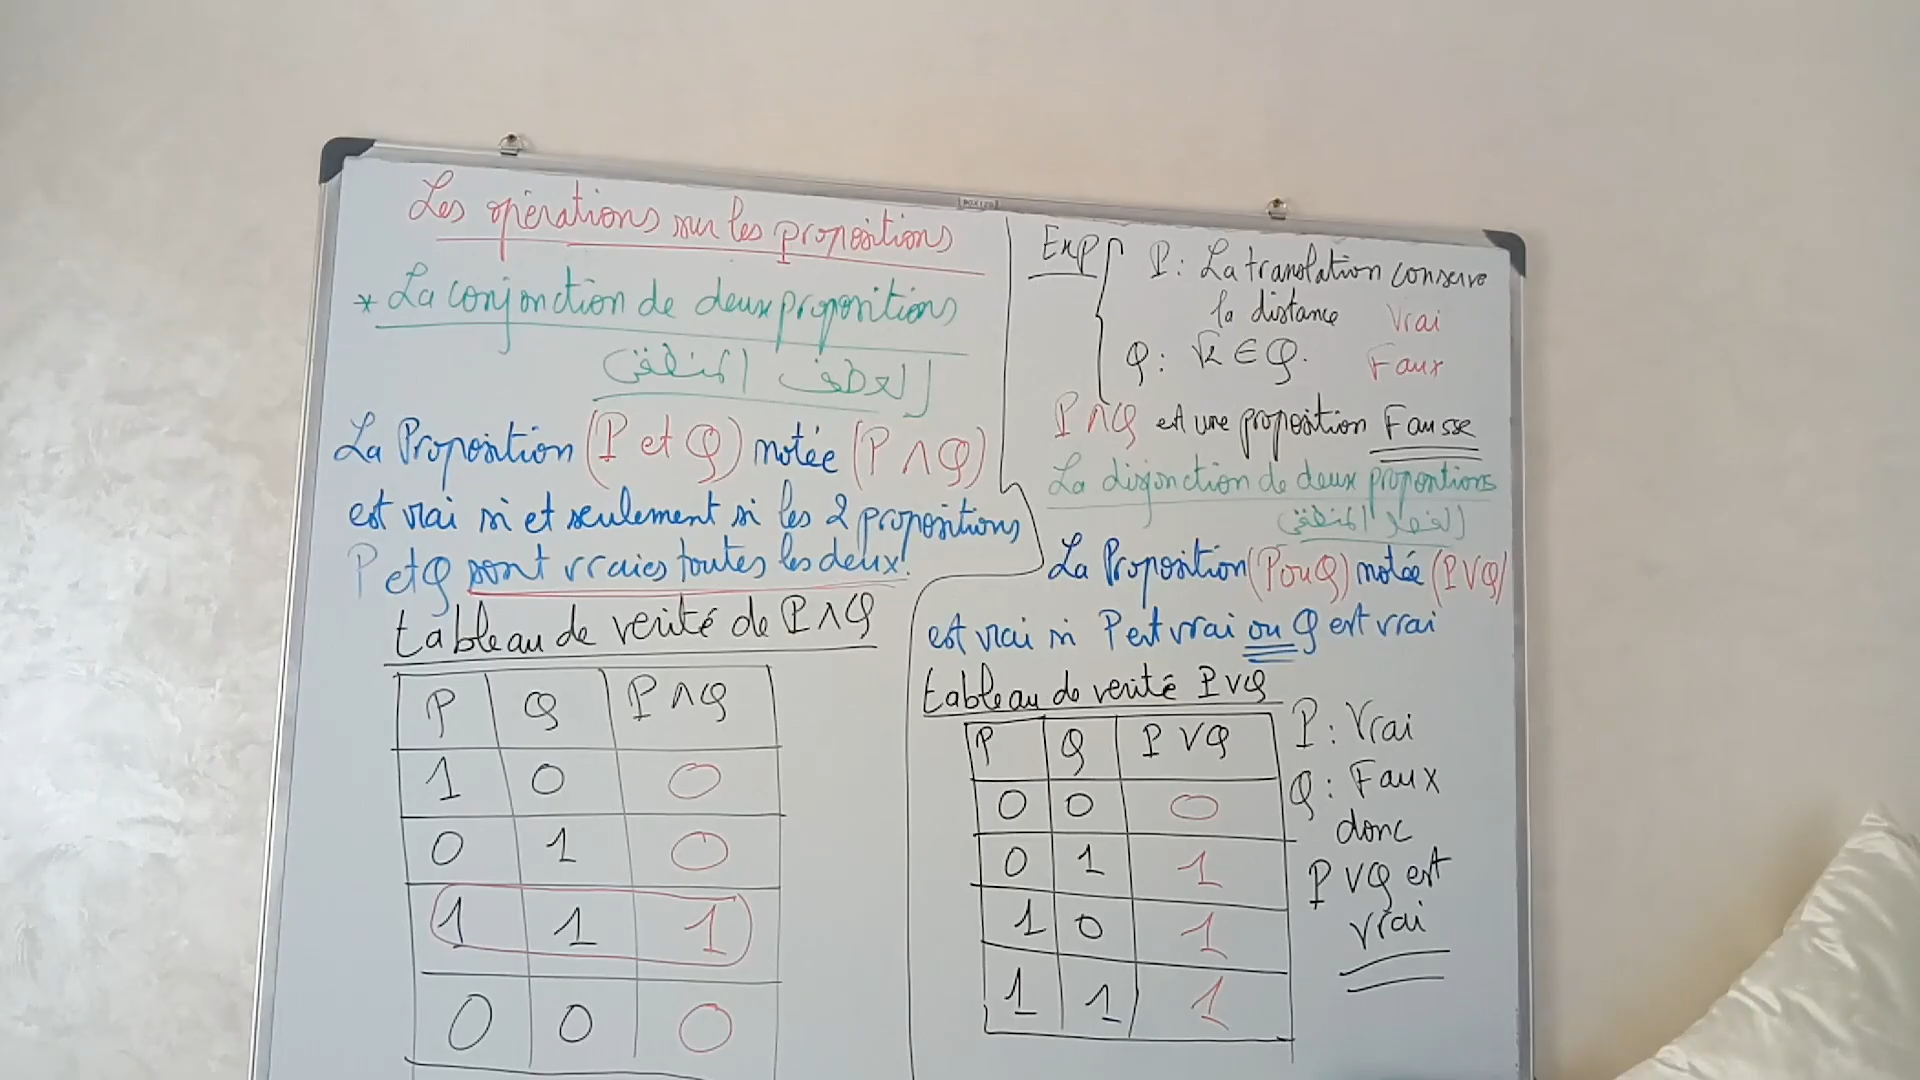 Les opérations sur les propositions
* La conjonction de deux propositions
العطف المنطقي
La Proposition (P et Q) notée (P ∧ Q)
est vrai si et seulement si les 2 propositions
P et Q sont vraies toutes les deux.
tableau de verité de P ∧ Q
P Q P ∧ Q
1 0 0
0 1 0
1 1 1
0 0 0
Exp P: La translation conserve
la distance Vrai
Q: √2 ∈ Q. Faux
P ∧ Q est une proposition Fausse
La disjonction de deux propositions
الفصل المنطقي
La Proposition (P ou Q) notée (P ∨ Q)
est vrai si P est vrai ou Q est vrai
tableau de verité P ∨ Q
P Q P ∨ Q
0 0 0
0 1 1
1 0 1
1 1 1
P: Vrai
Q: Faux
donc
P ∨ Q est
vrai